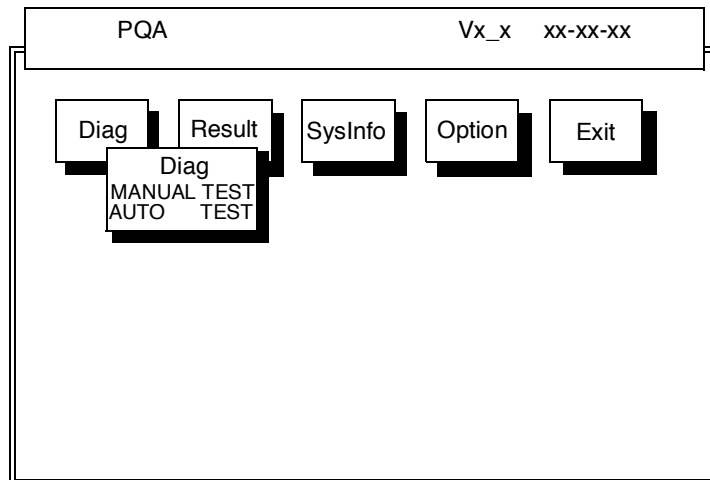 PQA Vx_x xx-xx-xx
Diag Result SysInfo Option Exit
Diag
MANUAL TEST
AUTO TEST